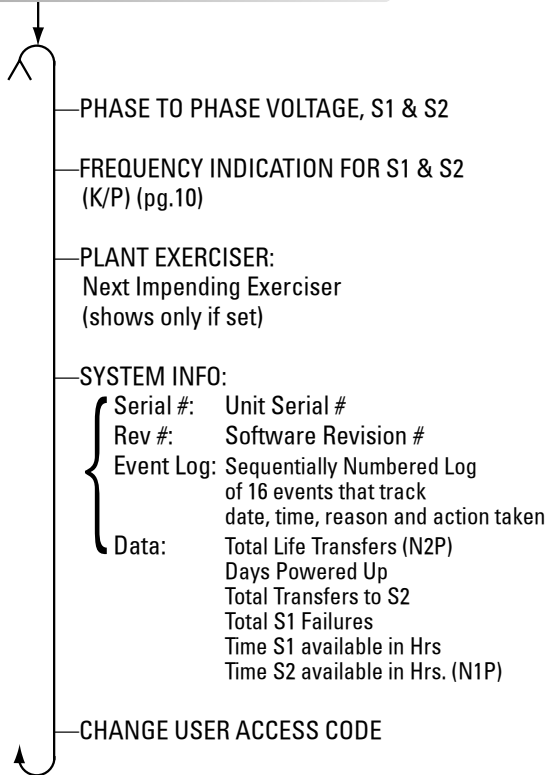 PHASE TO PHASE VOLTAGE, S1 & S2
FREQUENCY INDICATION FOR S1 & S2
(K/P) (pg.10)
PLANT EXERCISER:
Next Impending Exerciser
(shows only if set)
SYSTEM INFO:
Serial #: Unit Serial #
Rev #: Software Revision #
Event Log: Sequentially Numbered Log
of 16 events that track
date, time, reason and action taken
Data: Total Life Transfers (N2P)
Days Powered Up
Total Transfers to S2
Total S1 Failures
Time S1 available in Hrs
Time S2 available in Hrs. (N1P)
CHANGE USER ACCESS CODE